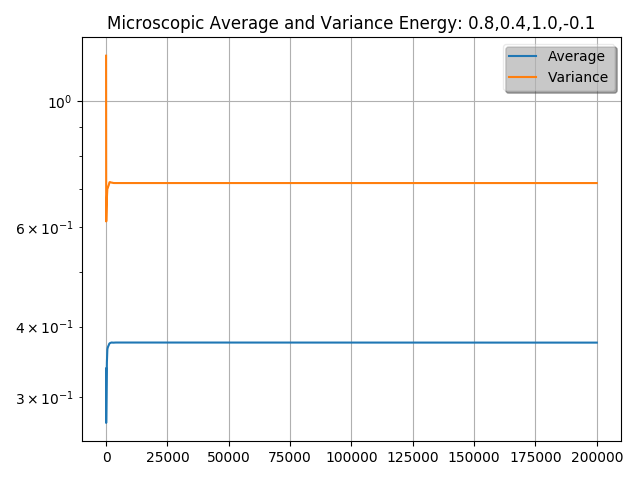 Microscopic Average and Variance Energy: 0.8,0.4,1.0,-0.1
Average
Variance
10⁰
6 × 10⁻¹
4 × 10⁻¹
3 × 10⁻¹
0 25000 50000 75000 100000 125000 150000 175000 200000